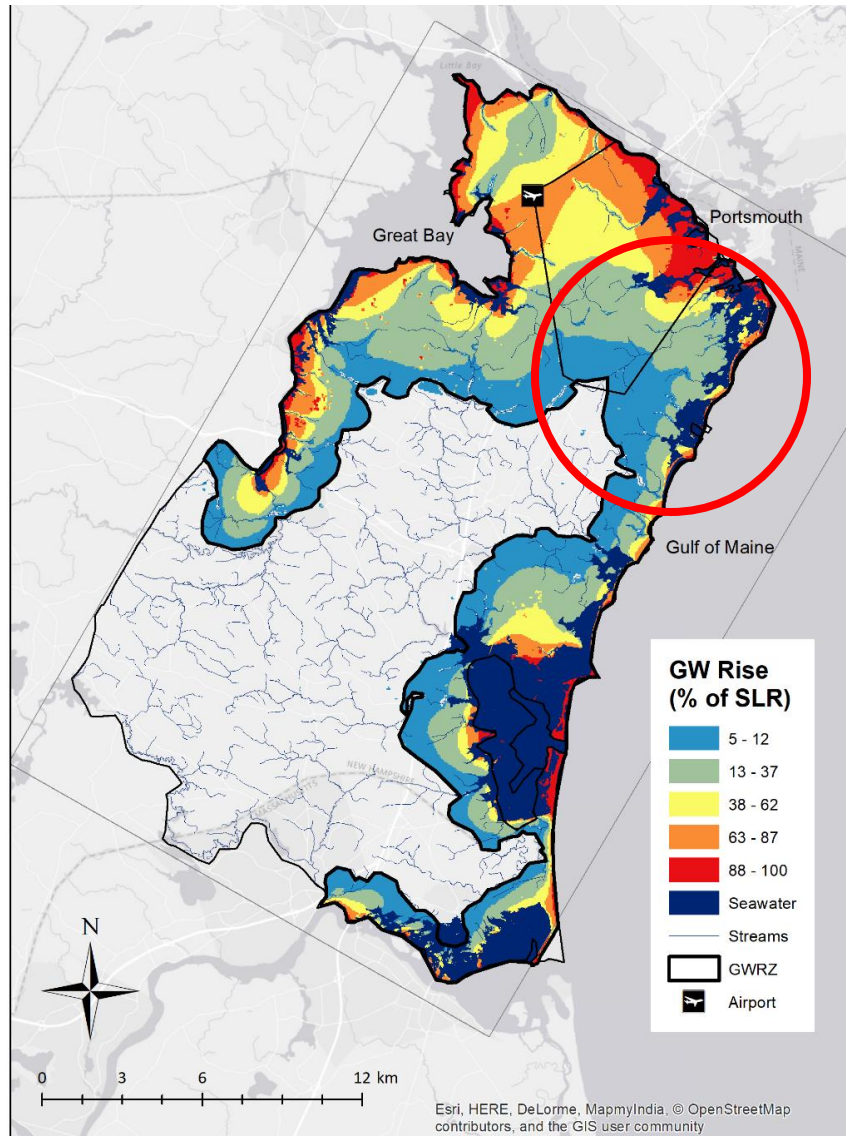 Little Bay
Portsmouth
Great Bay
MAINE
Gulf of Maine
GW Rise
(% of SLR)
5 - 12
13 - 37
38 - 62
63 - 87
88 - 100
Seawater
Streams
GWRZ
Airport
NEW HAMPSHIRE
MASSACHUSETTS
N
0 3 6 12 km
Esri, HERE, DeLorme, MapmyIndia, © OpenStreetMap
contributors, and the GIS user community